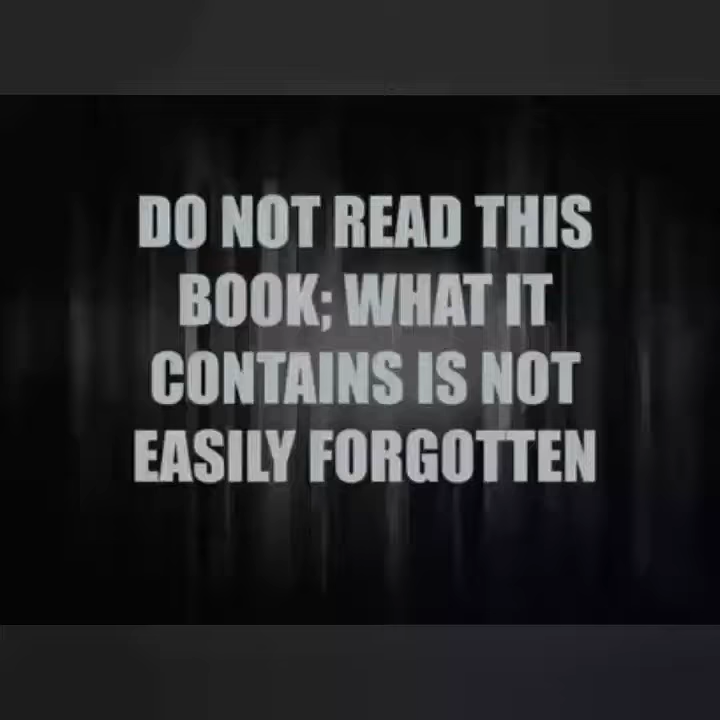 DO NOT READ THIS
BOOK; WHAT IT
CONTAINS IS NOT
EASILY FORGOTTEN